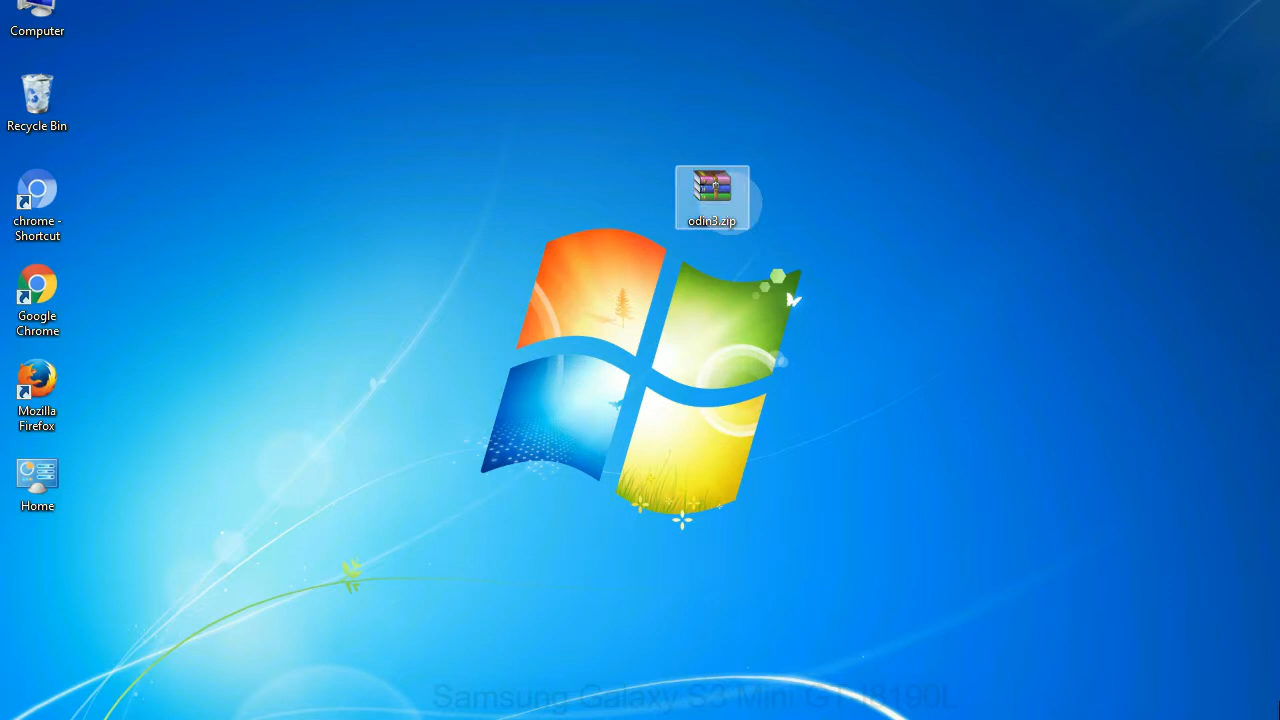 Computer
Recycle Bin
chrome -
Shortcut
Google
Chrome
Mozilla
Firefox
Home
odin3.zip
Samsung Galaxy S3 Mini GT-I8190L